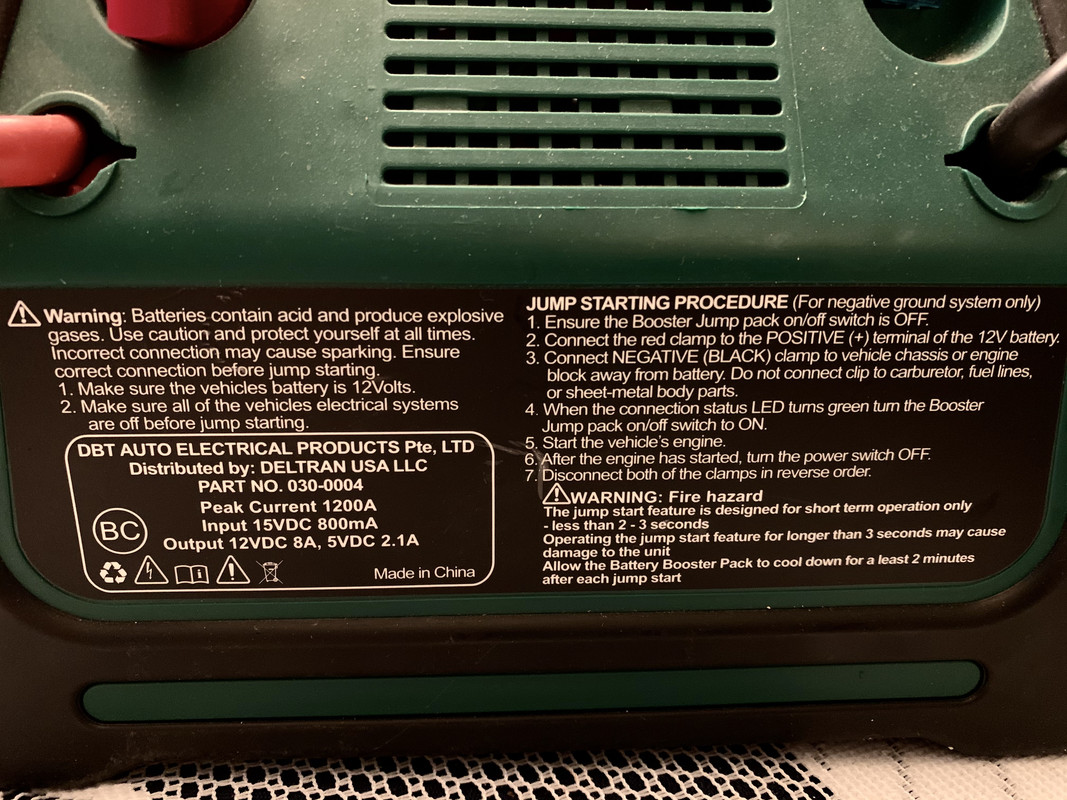 Warning: Batteries contain acid and produce explosive
gases. Use caution and protect yourself at all times.
Incorrect connection may cause sparking. Ensure
correct connection before jump starting.
1. Make sure the vehicles battery is 12Volts.
2. Make sure all of the vehicles electrical systems
are off before jump starting.
DBT AUTO ELECTRICAL PRODUCTS Pte, LTD
Distributed by: DELTRAN USA LLC
PART NO. 030-0004
Peak Current 1200A
Input 15VDC 800mA
Output 12VDC 8A, 5VDC 2.1A
BC
Made in China
JUMP STARTING PROCEDURE (For negative ground system only)
1. Ensure the Booster Jump pack on/off switch is OFF.
2. Connect the red clamp to the POSITIVE (+) terminal of the 12V battery.
3. Connect NEGATIVE (BLACK) clamp to vehicle chassis or engine
block away from battery. Do not connect clip to carburetor, fuel lines,
or sheet-metal body parts.
4. When the connection status LED turns green turn the Booster
Jump pack on/off switch to ON.
5. Start the vehicle's engine.
6. After the engine has started, turn the power switch OFF.
7. Disconnect both of the clamps in reverse order.
WARNING: Fire hazard
The jump start feature is designed for short term operation only
- less than 2 - 3 seconds
Operating the jump start feature for longer than 3 seconds may cause
damage to the unit
Allow the Battery Booster Pack to cool down for a least 2 minutes
after each jump start